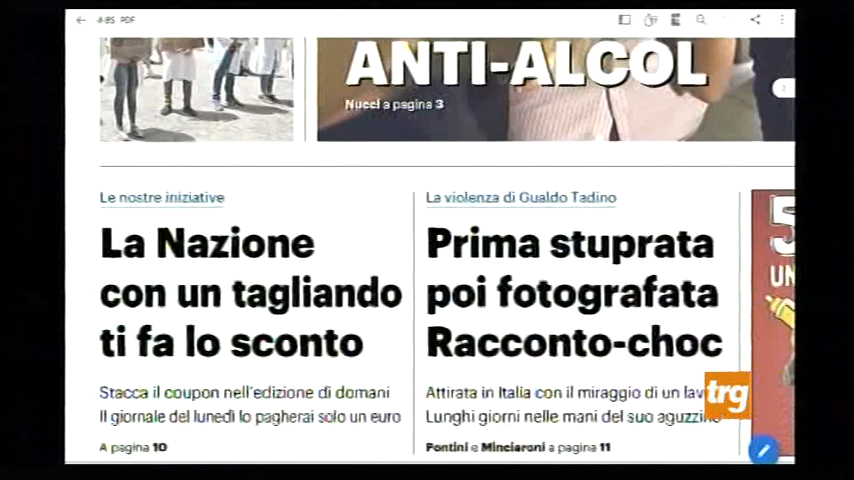 PDF
ANTI-ALCOL
Nucci a pagina 3
Le nostre iniziative
La Nazione
con un tagliando
ti fa lo sconto
Stacca il coupon nell'edizione di domani
Il giornale del lunedì lo pagherai solo un euro
A pagina 10
La violenza di Gualdo Tadino
Prima stuprata
poi fotografata
Racconto-choc
Attirata in Italia con il miraggio di un
Lunghi giorni nelle mani del suo
Pontini e Minciaroni a pagina 11
UN
trg